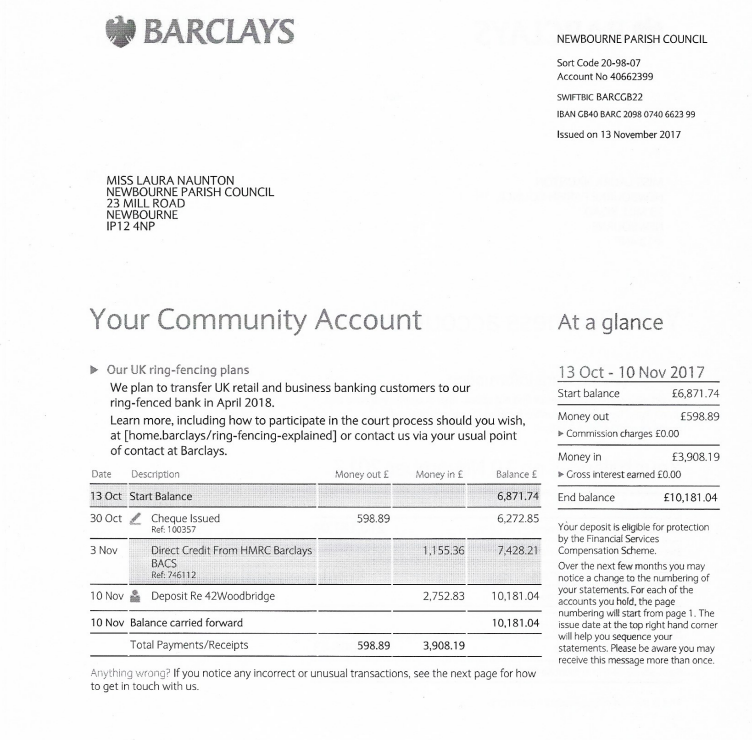 BARCLAYS
NEWBOURNE PARISH COUNCIL
Sort Code 20-98-07
Account No 40662399
SWIFTBIC BARCGB22
IBAN GB40 BARC 2098 0740 6623 99
Issued on 13 November 2017
MISS LAURA NAUNTON
NEWBOURNE PARISH COUNCIL
23 MILL ROAD
NEWBOURNE
IP12 4NP
Your Community Account
Our UK ring-fencing plans
We plan to transfer UK retail and business banking customers to our
ring-fenced bank in April 2018.
Learn more, including how to participate in the court process should you wish,
at [home.barclays/ring-fencing-explained] or contact us via your usual point
of contact at Barclays.
Date Description Money out £ Money in £ Balance £
13 Oct Start Balance 6,871.74
30 Oct Cheque Issued 598.89 6,272.85
Ref: 100357
3 Nov Direct Credit From HMRC Barclays 1,155.36 7,428.21
BACS
Ref: 746112
10 Nov Deposit Re 42Woodbridge 2,752.83 10,181.04
10 Nov Balance carried forward 10,181.04
Total Payments/Receipts 598.89 3,908.19
Anything wrong? If you notice any incorrect or unusual transactions, see the next page for how
to get in touch with us.
At a glance
13 Oct - 10 Nov 2017
Start balance £6,871.74
Money out £598.89
Commission charges £0.00
Money in £3,908.19
Gross interest earned £0.00
End balance £10,181.04
Your deposit is eligible for protection
by the Financial Services
Compensation Scheme.
Over the next few months you may
notice a change to the numbering of
your statements. For each of the
accounts you hold, the page
numbering will start from page 1. The
issue date at the top right hand corner
will help you sequence your
statements. Please be aware you may
receive this message more than once.